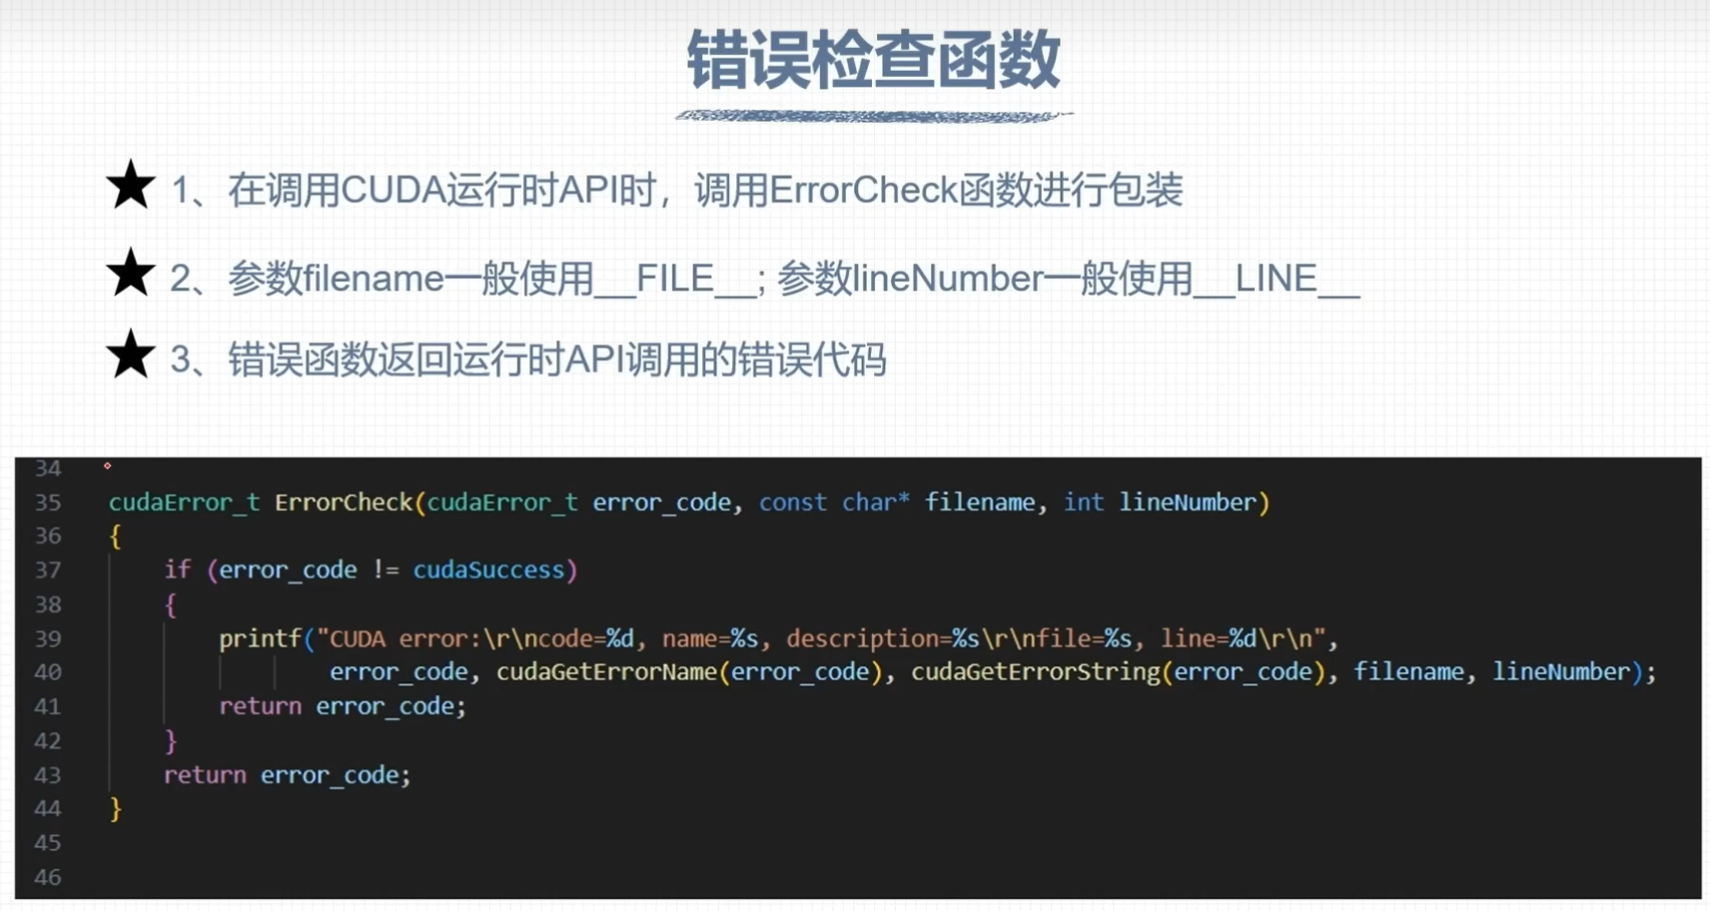 错误检查函数
★ 1、在调用CUDA运行时API时，调用ErrorCheck函数进行包装
★ 2、参数filename一般使用__FILE__; 参数lineNumber一般使用__LINE__
★ 3、错误函数返回运行时API调用的错误代码
34
35 cudaError_t ErrorCheck(cudaError_t error_code, const char* filename, int lineNumber)
36 {
37     if (error_code != cudaSuccess)
38     {
39         printf("CUDA error:\r\ncode=%d, name=%s, description=%s\r\nfile=%s, line=%d\r\n",
40                 error_code, cudaGetErrorName(error_code), cudaGetErrorString(error_code), filename, lineNumber);
41         return error_code;
42     }
43     return error_code;
44 }
45
46